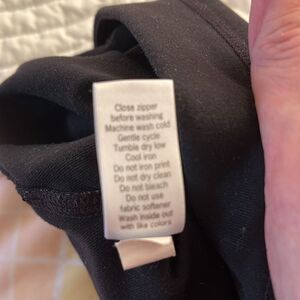 Close zipper
before washing
Machine wash cold
Gentle cycle
Tumble dry low
Cool iron
Do not iron print
Do not dry clean
Do not bleach
Do not use
fabric softener
Wash inside out
with like colors